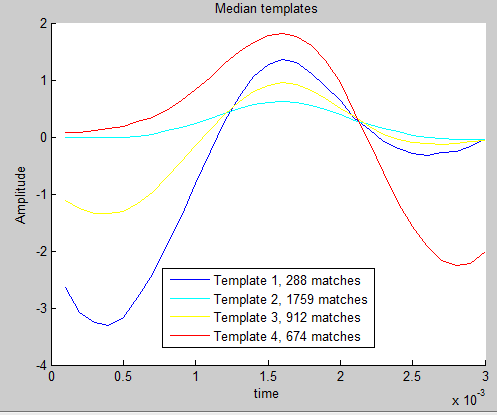 Median templates
2
1
0
-1
-2
-3
-4
Amplitude
Template 1, 288 matches
Template 2, 1759 matches
Template 3, 912 matches
Template 4, 674 matches
0 0.5 1 1.5 2 2.5 3
time
x 10^-3